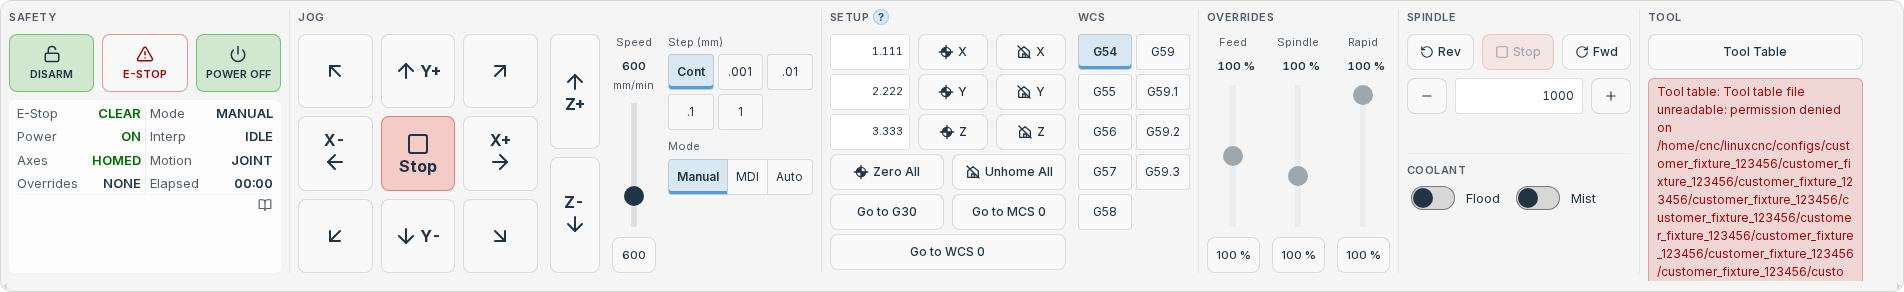 SAFETY
DISARM
E-STOP
POWER OFF
E-Stop CLEAR Mode MANUAL
Power ON Interp IDLE
Axes HOMED Motion JOINT
Overrides NONE Elapsed 00:00
JOG
Y+
X-
Stop
X+
Y-
Z+
Z-
Speed
600
mm/min
600
Step (mm)
Cont .001 .01
.1 1
Mode
Manual MDI Auto
SETUP ?
1.111 X X
2.222 Y Y
3.333 Z Z
Zero All Unhome All
Go to G30 Go to MCS 0
Go to WCS 0
WCS
G54 G59
G55 G59.1
G56 G59.2
G57 G59.3
G58
OVERRIDES
Feed Spindle Rapid
100 % 100 % 100 %
100 % 100 % 100 %
SPINDLE
Rev Stop Fwd
− 1000 +
COOLANT
Flood Mist
TOOL
Tool Table
Tool table: Tool table file
unreadable: permission denied
on
/home/cnc/linuxcnc/configs/cust
omer_fixture_123456/customer_fi
xture_123456/customer_fixture_12
3456/customer_fixture_123456/c
ustomer_fixture_123456/custome
r_fixture_123456/customer_fixture
_123456/customer_fixture_123456
/customer_fixture_123456/custo